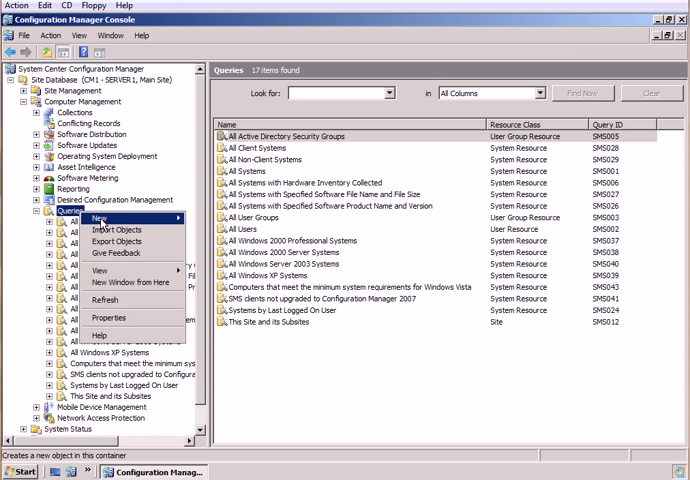 Action Edit CD Floppy Help
Configuration Manager Console
File Action View Window Help
System Center Configuration Manager
Site Database (CM1 - SERVER1, Main Site)
Site Management
Computer Management
Collections
Conflicting Records
Software Distribution
Software Updates
Operating System Deployment
Asset Intelligence
Software Metering
Reporting
Desired Configuration Management
Queries
New
Import Objects
Export Objects
Give Feedback
View
New Window from Here
Refresh
Properties
Help
All
All
All
All
All
All
All
All
All
All
All
All Windows XP Systems
Computers that meet the minimum sys
SMS clients not upgraded to Configura
Systems by Last Logged On User
This Site and its Subsites
Mobile Device Management
Network Access Protection
System Status
Queries 17 items found
Look for: in All Columns Find Now Clear
Name Resource Class Query ID
All Active Directory Security Groups User Group Resource SMS005
All Client Systems System Resource SMS028
All Non-Client Systems System Resource SMS029
All Systems System Resource SMS001
All Systems with Hardware Inventory Collected System Resource SMS006
All Systems with Specified Software File Name and File Size System Resource SMS027
All Systems with Specified Software Product Name and Version System Resource SMS026
All User Groups User Group Resource SMS003
All Users User Resource SMS002
All Windows 2000 Professional Systems System Resource SMS037
All Windows 2000 Server Systems System Resource SMS038
All Windows Server 2003 Systems System Resource SMS040
All Windows XP Systems System Resource SMS039
Computers that meet the minimum system requirements for Windows Vista System Resource SMS043
SMS clients not upgraded to Configuration Manager 2007 System Resource SMS041
Systems by Last Logged On User System Resource SMS024
This Site and its Subsites Site SMS012
Creates a new object in this container
Start » Configuration Manag...